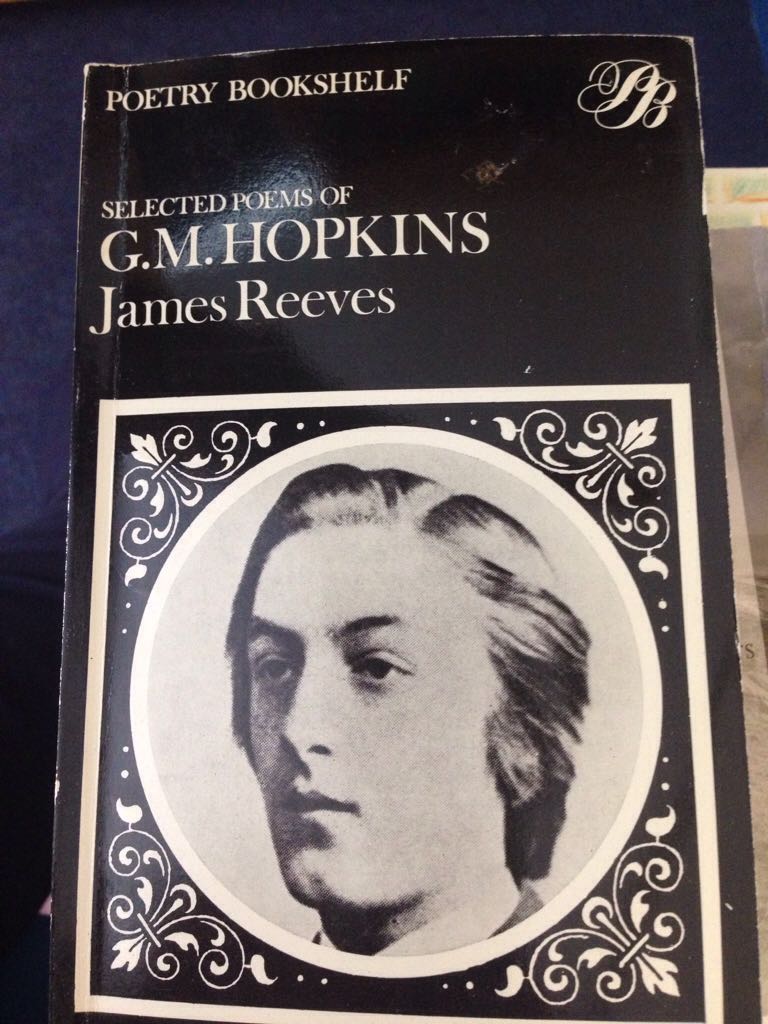 POETRY BOOKSHELF
PB
SELECTED POEMS OF
G.M.HOPKINS
James Reeves